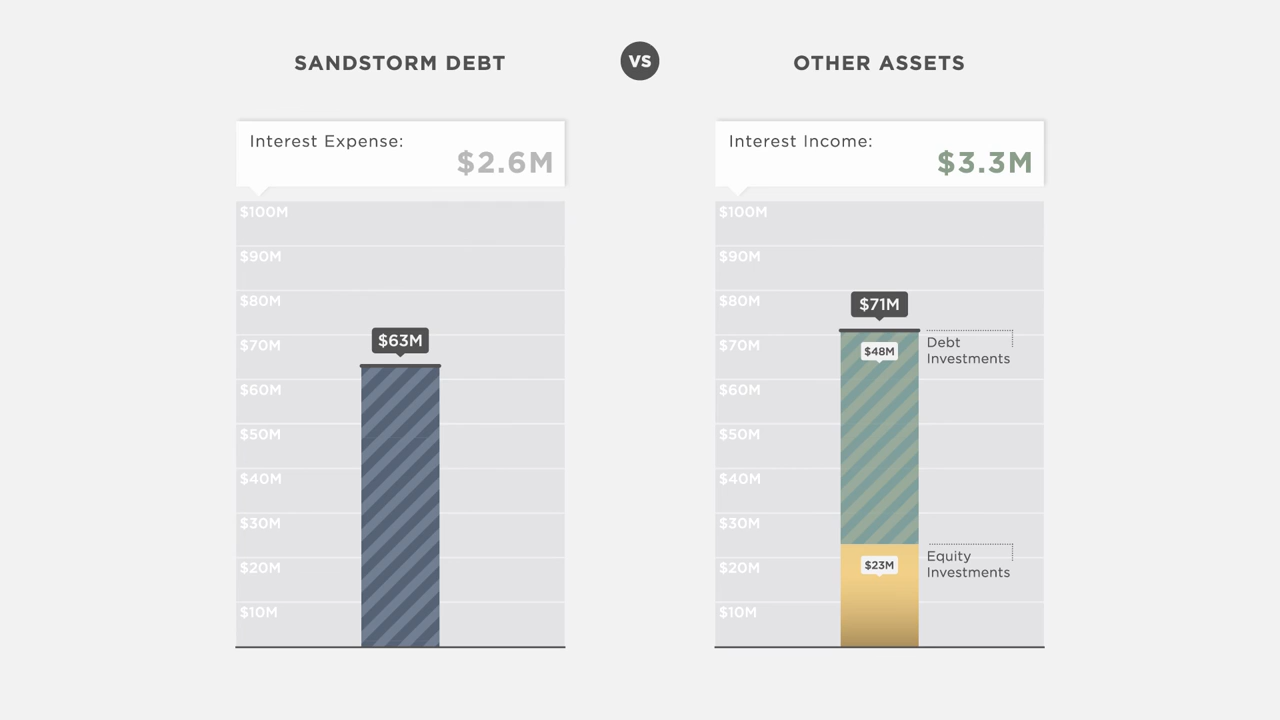 SANDSTORM DEBT
VS
OTHER ASSETS
Interest Expense:
$2.6M
$100M
$90M
$80M
$70M
$60M
$50M
$40M
$30M
$20M
$10M
$63M
Interest Income:
$3.3M
$100M
$90M
$80M
$70M
$60M
$50M
$40M
$30M
$20M
$10M
$71M
$48M
Debt
Investments
$23M
Equity
Investments